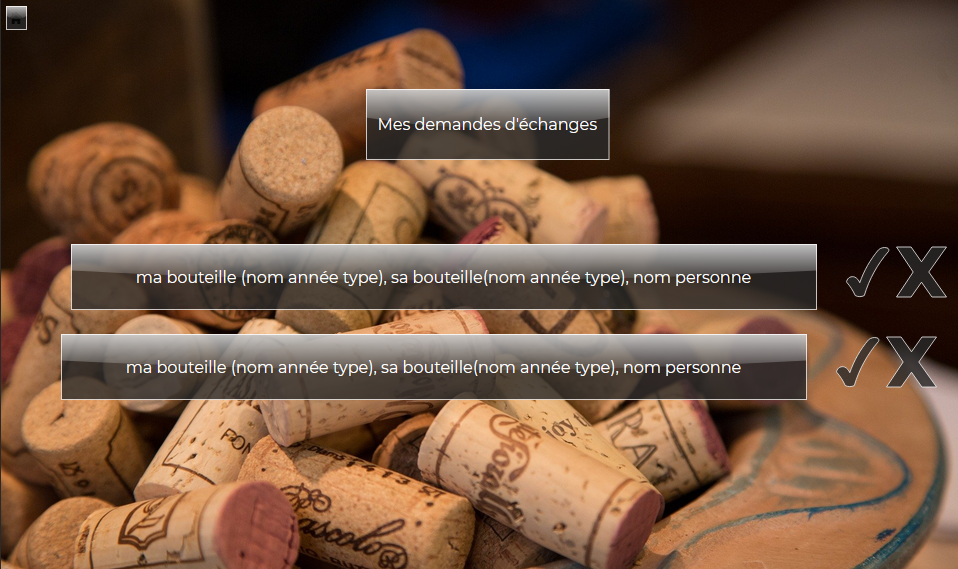 Mes demandes d'échanges
ma bouteille (nom année type), sa bouteille(nom année type), nom personne
ma bouteille (nom année type), sa bouteille(nom année type), nom personne